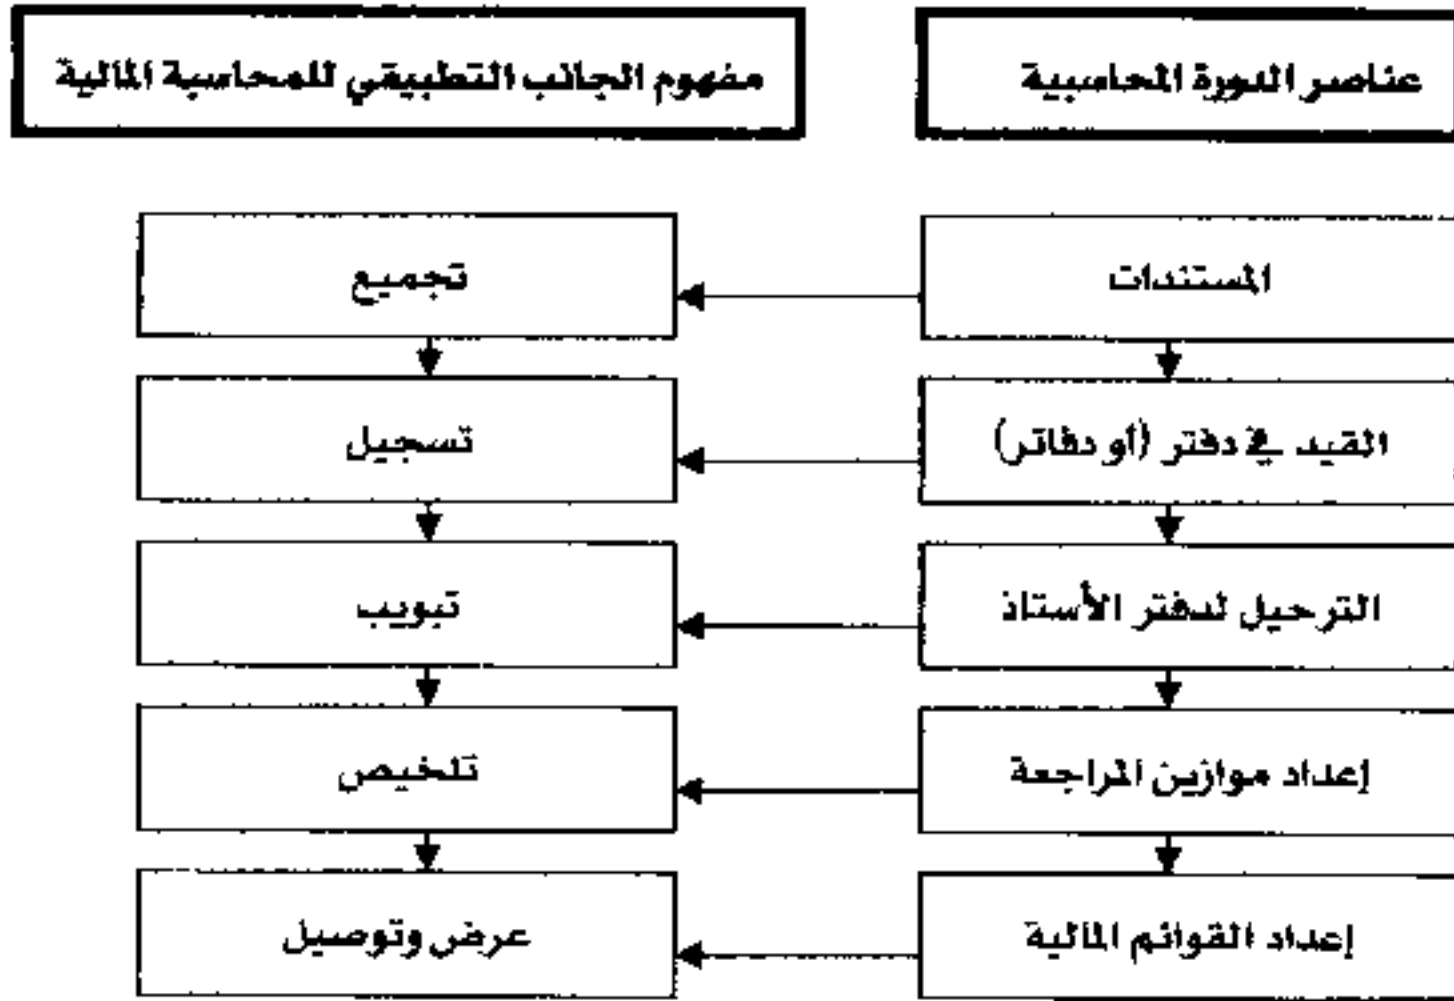 عناصر الدورة المحاسبية
مفهوم الجانب التطبيقي للمحاسبة المالية
المستندات
تجميع
القيد في دفتر (أو دفاتر)
تسجيل
الترحيل لدفتر الأستاذ
تبويب
إعداد موازين المراجعة
تلخيص
إعداد القوائم المالية
عرض وتوصيل